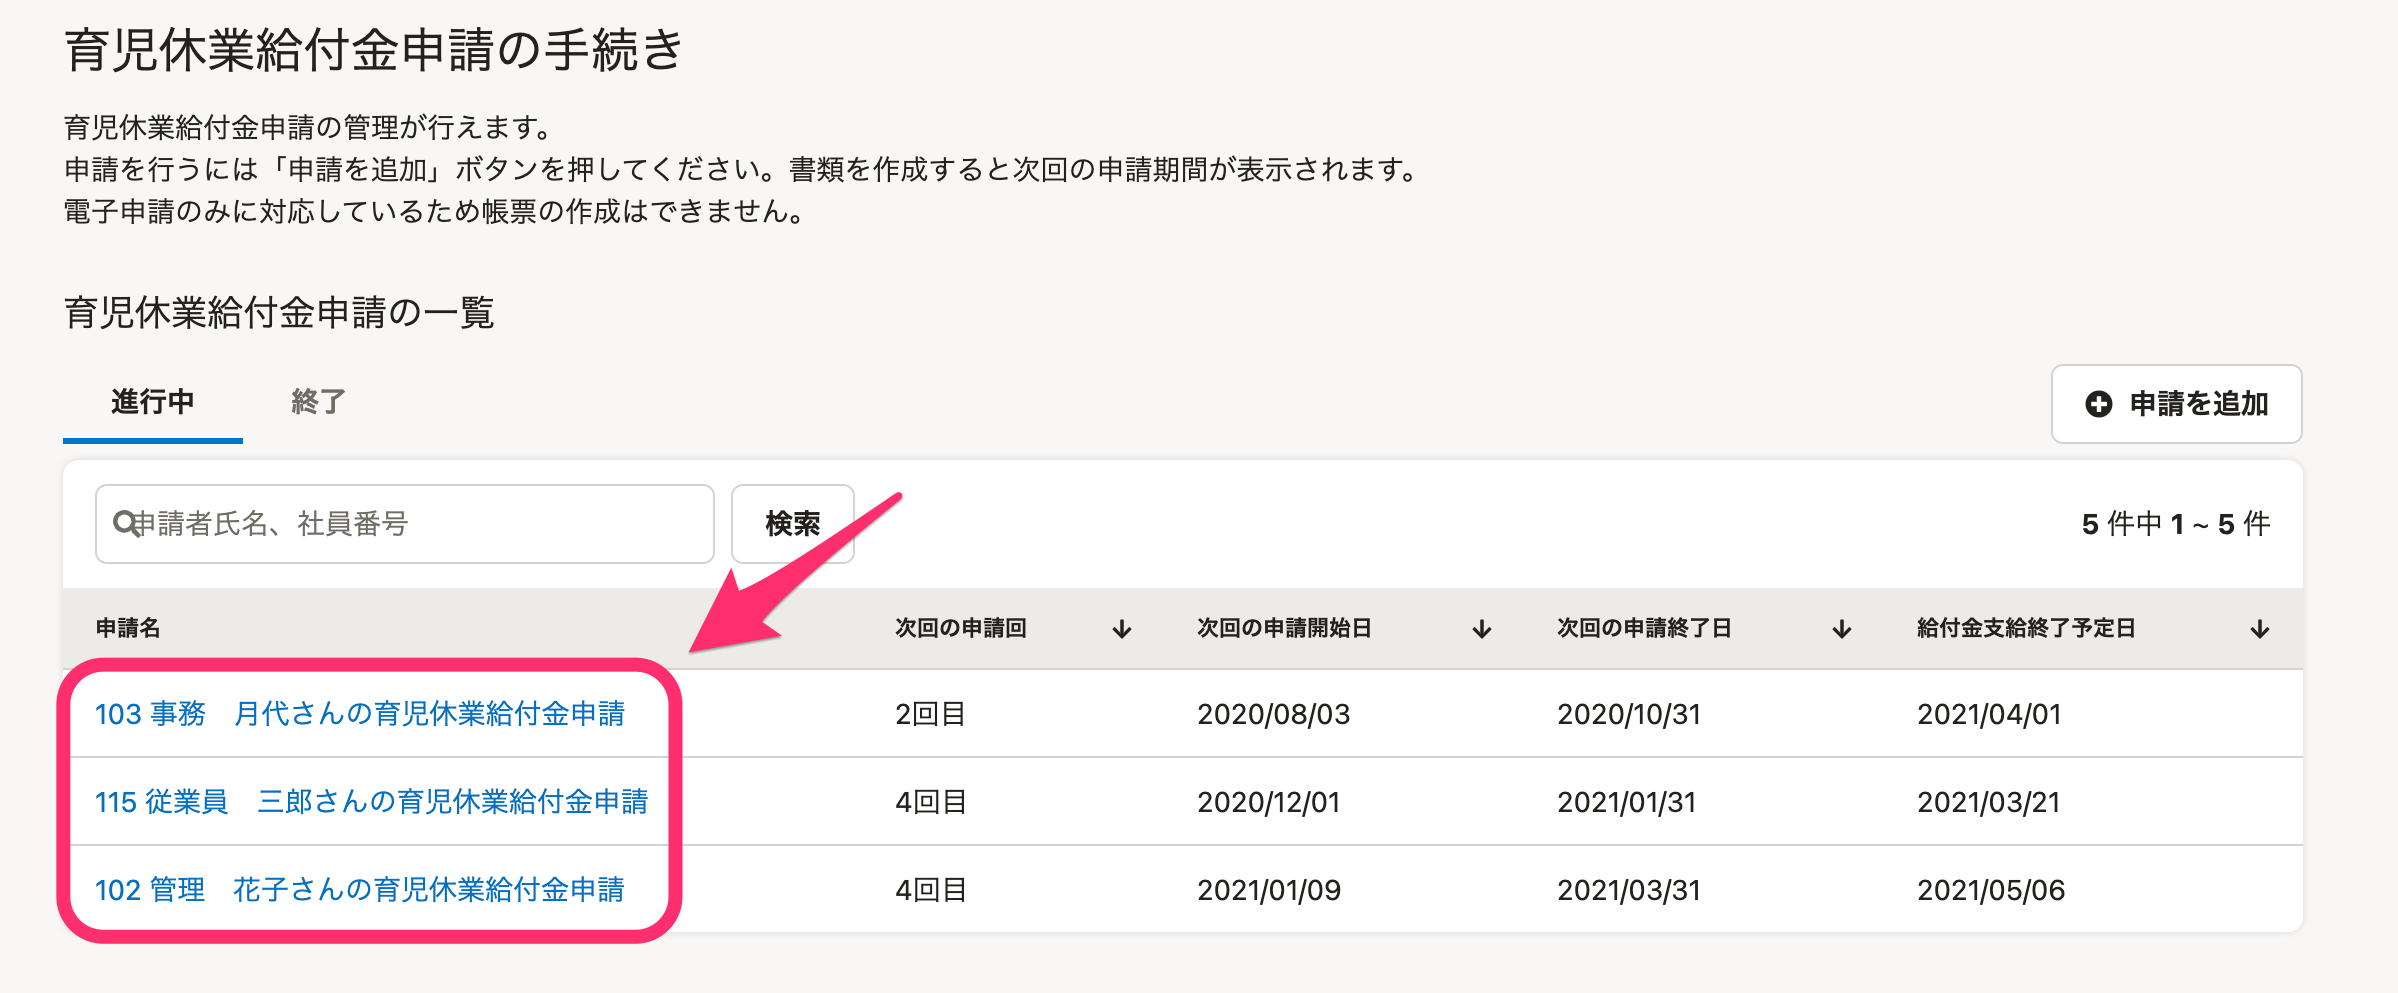 育児休業給付金申請の手続き
育児休業給付金申請の管理が行えます。
申請を行うには「申請を追加」ボタンを押してください。書類を作成すると次回の申請期間が表示されます。
電子申請のみに対応しているため帳票の作成はできません。
育児休業給付金申請の一覧
進行中 終了 申請を追加
申請者氏名、社員番号 検索 5 件中 1 ~ 5 件
申請名 次回の申請回 次回の申請開始日 次回の申請終了日 給付金支給終了予定日
103 事務　月代さんの育児休業給付金申請 2回目 2020/08/03 2020/10/31 2021/04/01
115 従業員　三郎さんの育児休業給付金申請 4回目 2020/12/01 2021/01/31 2021/03/21
102 管理　花子さんの育児休業給付金申請 4回目 2021/01/09 2021/03/31 2021/05/06